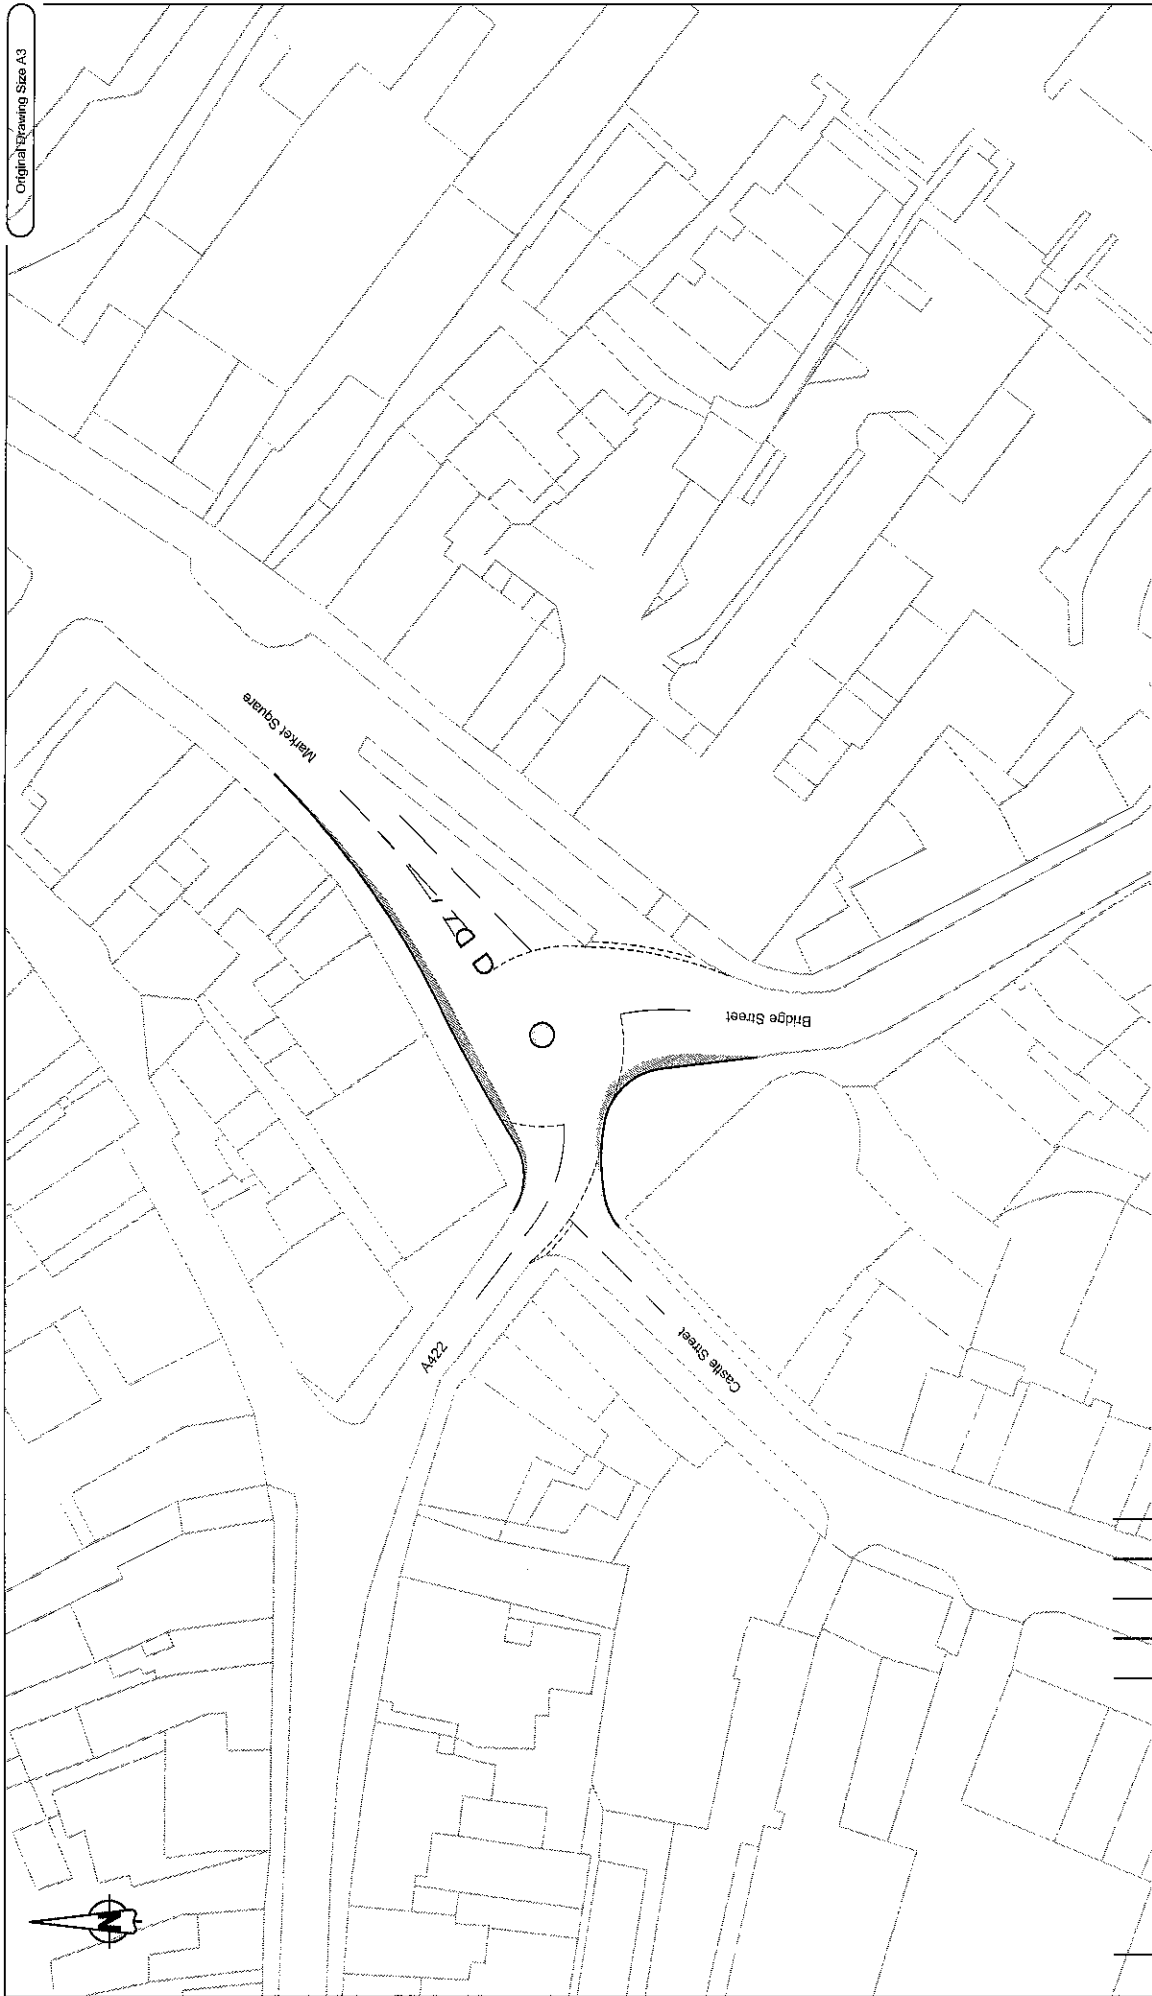 Original Drawing Size A3
Market Square
Bridge Street
A422
Castle Street
N